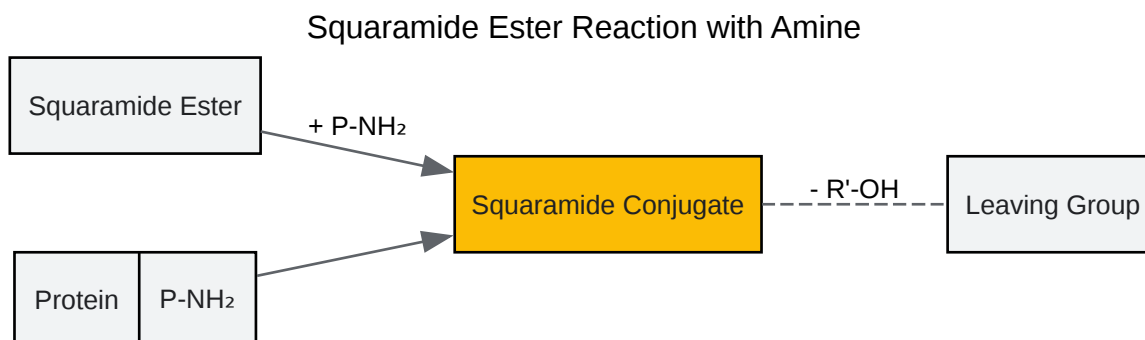 Squaramide Ester Reaction with Amine
Squaramide Ester
+ P-NH₂
Squaramide Conjugate
- R'-OH
Leaving Group
Protein
P-NH₂